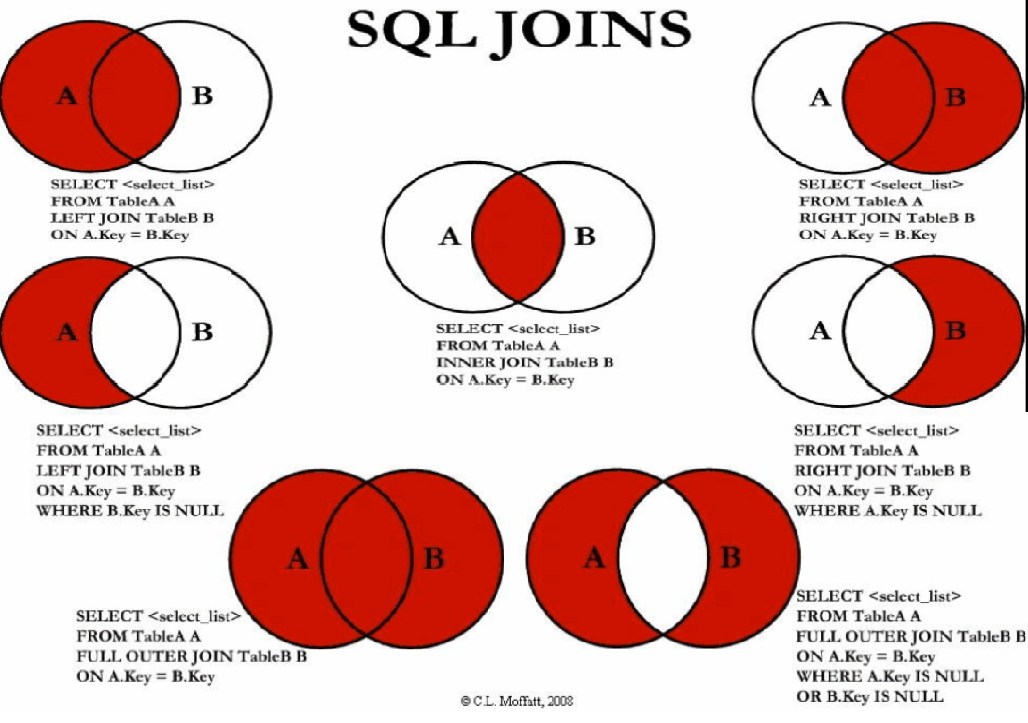 SQL JOINS
A B
SELECT <select_list>
FROM TableA A
LEFT JOIN TableB B
ON A.Key = B.Key
A B
SELECT <select_list>
FROM TableA A
RIGHT JOIN TableB B
ON A.Key = B.Key
A B
SELECT <select_list>
FROM TableA A
INNER JOIN TableB B
ON A.Key = B.Key
A B
SELECT <select_list>
FROM TableA A
LEFT JOIN TableB B
ON A.Key = B.Key
WHERE B.Key IS NULL
A B
SELECT <select_list>
FROM TableA A
RIGHT JOIN TableB B
ON A.Key = B.Key
WHERE A.Key IS NULL
A B
SELECT <select_list>
FROM TableA A
FULL OUTER JOIN TableB B
ON A.Key = B.Key
A B
SELECT <select_list>
FROM TableA A
FULL OUTER JOIN TableB B
ON A.Key = B.Key
WHERE A.Key IS NULL
OR B.Key IS NULL
© C.L. Moffatt, 2008